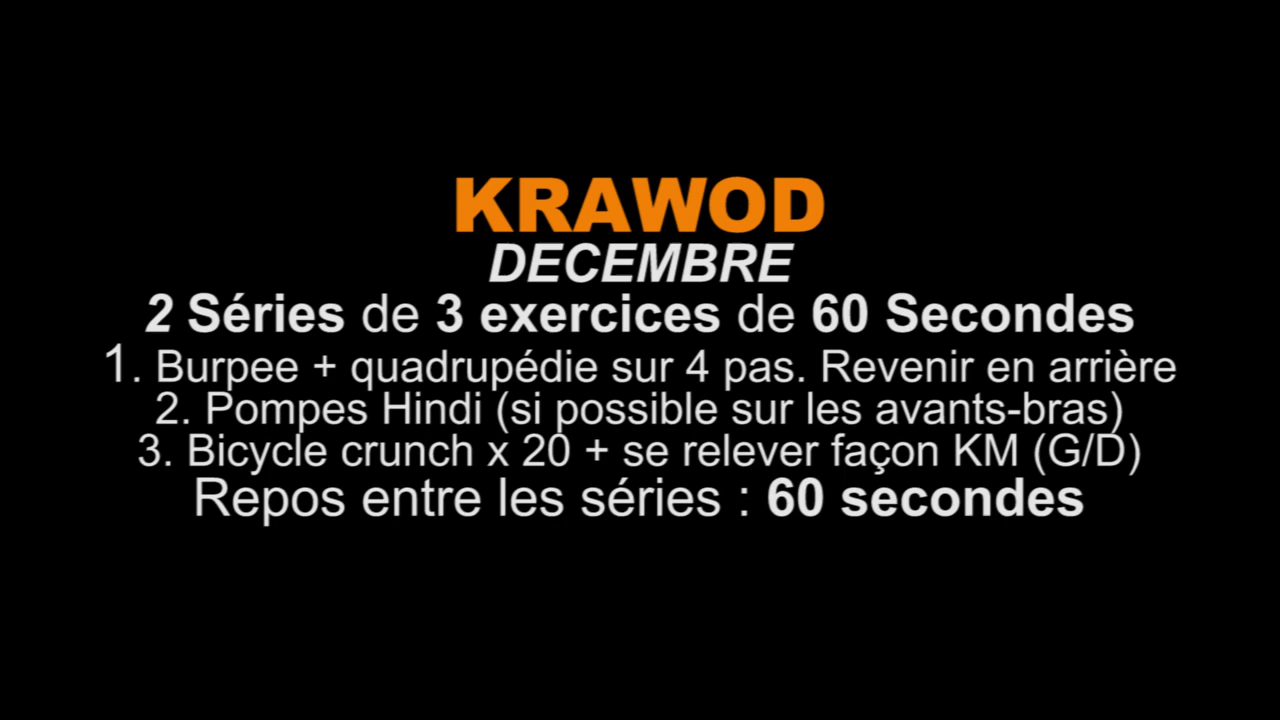 KRAWOD
DECEMBRE
2 Séries de 3 exercices de 60 Secondes
1. Burpee + quadrupédie sur 4 pas. Revenir en arrière
2. Pompes Hindi (si possible sur les avants-bras)
3. Bicycle crunch x 20 + se relever façon KM (G/D)
Repos entre les séries : 60 secondes